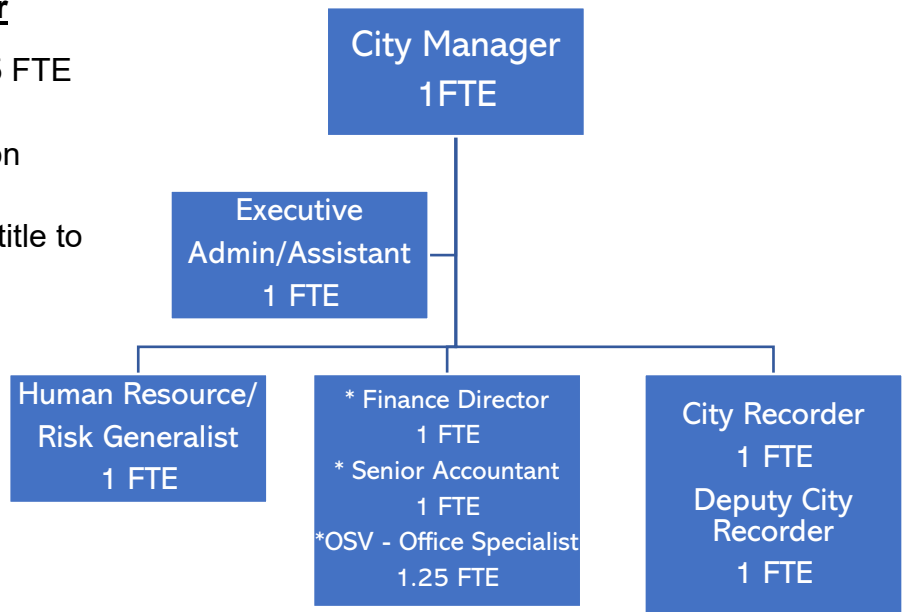 FTE
title to
City Manager
1FTE
Executive
Admin/Assistant
1 FTE
Human Resource/
Risk Generalist
1 FTE
* Finance Director
1 FTE
* Senior Accountant
1 FTE
*OSV - Office Specialist
1.25 FTE
City Recorder
1 FTE
Deputy City
Recorder
1 FTE